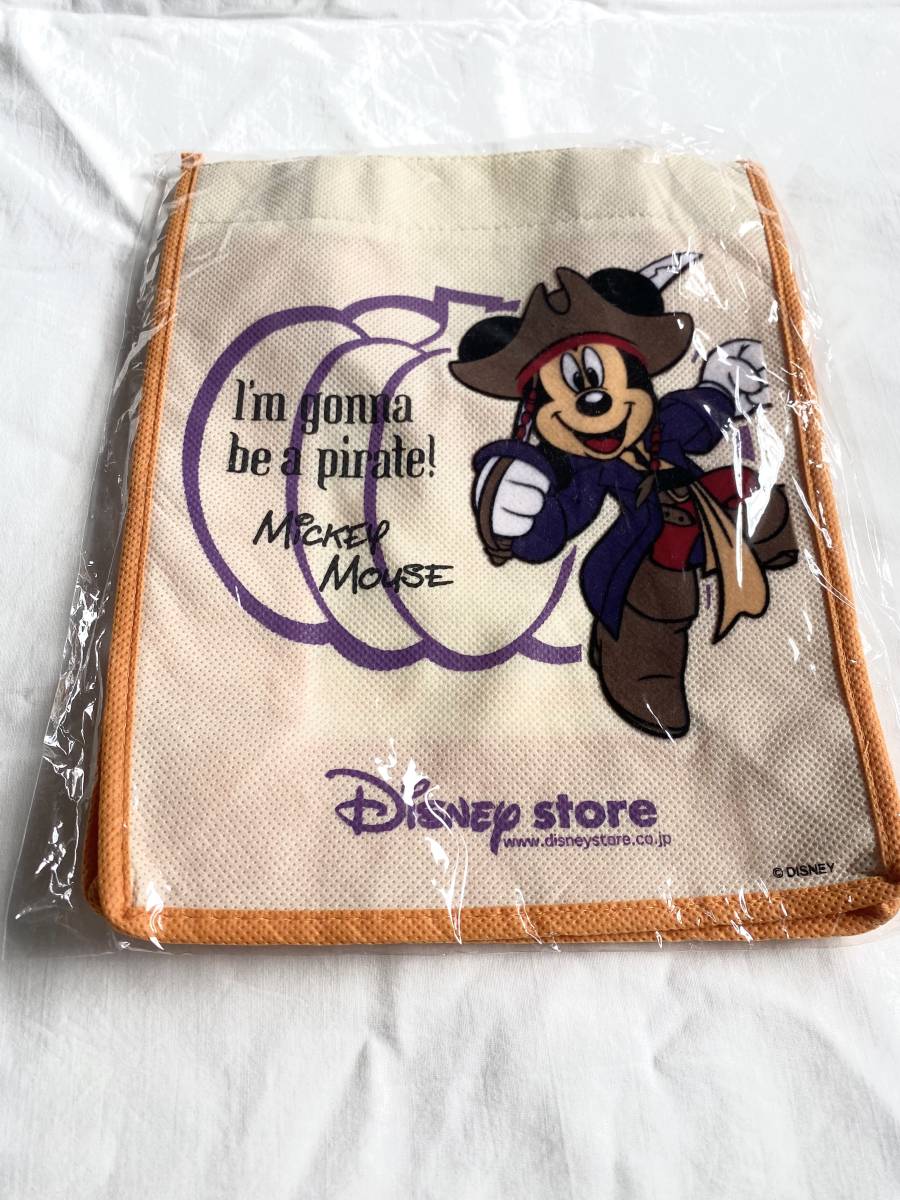 I'm gonna
be a pirate!
Mickey
Mouse
Disney store
www.disneystore.co.jp
© DISNEY